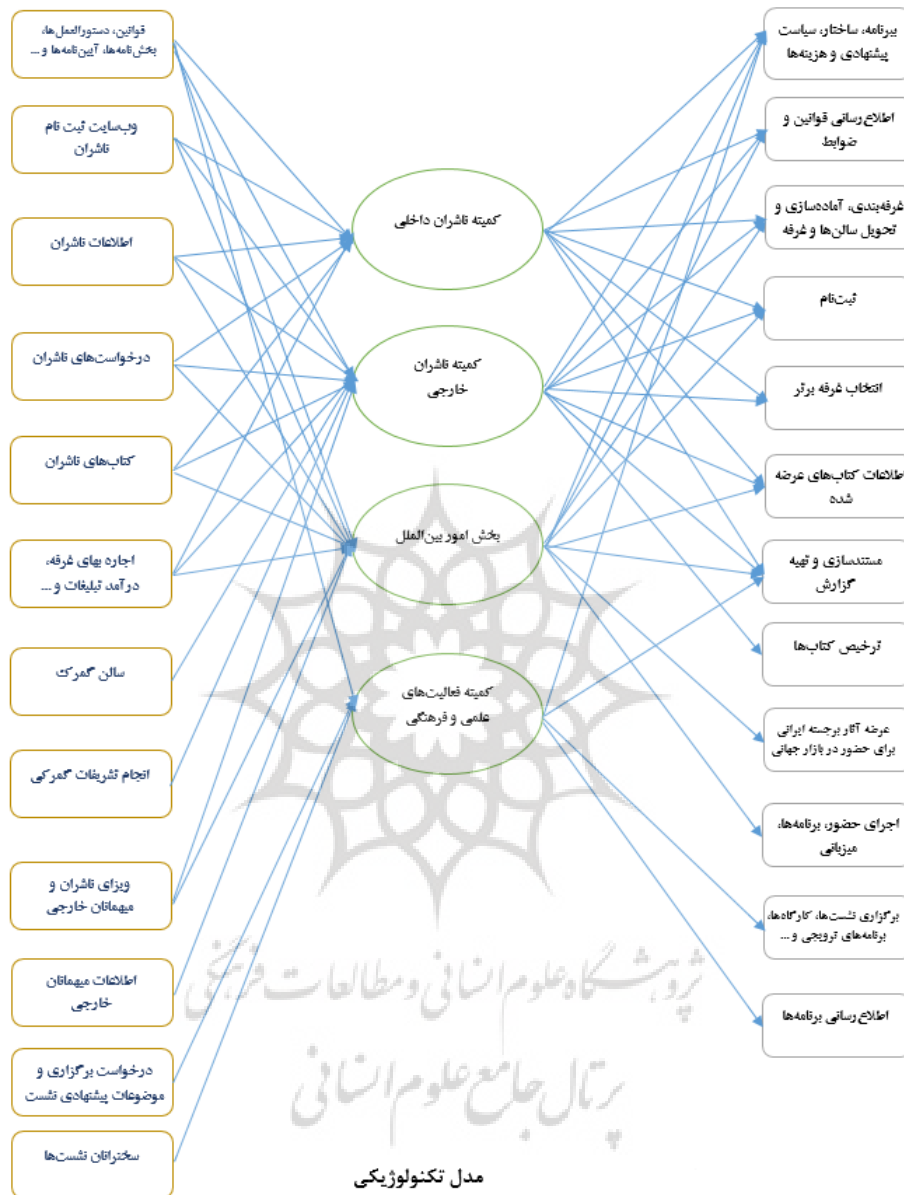 بیرنامه، ساختار، سیاست
پیشنهادی و هزینه‌ها
اطلاع‌رسانی قوانین و
ضوابط
غرفه‌بندی، آماده‌سازی و
تحویل سالن‌ها و غرفه
ثبت‌نام
انتخاب غرفه برتر
اطلاعات کتاب‌های عرضه
شده
مستندسازی و تهیه
گزارش
ترخیص کتاب‌ها
عرضه آثار برجسته ایرانی
برای حضور در بازار جهانی
اجرای حضور، برنامه‌ها،
میزبانی
برگزاری نشست‌ها، کارگاه‌ها،
برنامه‌های ترویجی و ...
اطلاع‌رسانی برنامه‌ها
کمیته ناشران داخلی
کمیته ناشران
خارجی
بخش امور بین‌الملل
کمیته فعالیت‌های
علمی و فرهنگی
قوانین، دستورالعمل‌ها،
بخش‌نامه‌ها، آیین‌نامه‌ها و ...
وب‌سایت ثبت نام
ناشران
اطلاعات ناشران
درخواست‌های ناشران
کتاب‌های ناشران
اجاره بهای غرفه،
درآمد تبلیغات و ...
سالن گمرک
انجام تشریفات گمرکی
ویزای ناشران و
میهمانان خارجی
اطلاعات میهمانان
خارجی
درخواست برگزاری و
موضوعات پیشنهادی نشست
سخنرانان نشست‌ها
پژوهشگاه علوم انسانی و مطالعات فرهنگی
پرتال جامع علوم انسانی
مدل تکنولوژیکی